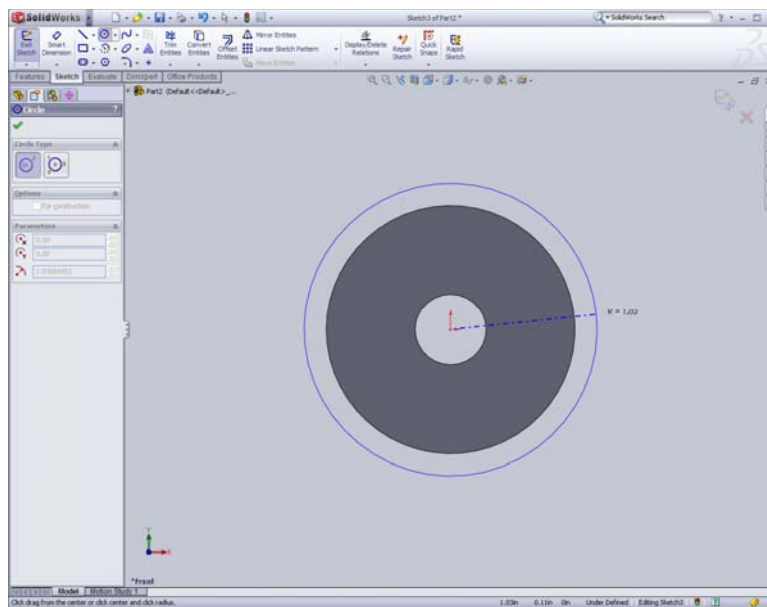 SolidWorks
Sketch3 of Part2 *
SolidWorks Search
Exit Sketch
Smart Dimension
Trim Entities
Convert Entities
Offset Entities
Mirror Entities
Linear Sketch Pattern
Move Entities
Display/Delete Relations
Repair Sketch
Quick Snaps
Rapid Sketch
Features Sketch Evaluate DimXpert Office Products
Part2 (Default<<Default>_...
Circle ?
Circle Type
Options
For construction
Parameters
0.00
0.00
R = 1.03
Y
X
*Front
Model Motion Study 1
Click drag from the center or click center and click radius.
1.03in 0.11in 0in Under Defined Editing Sketch3